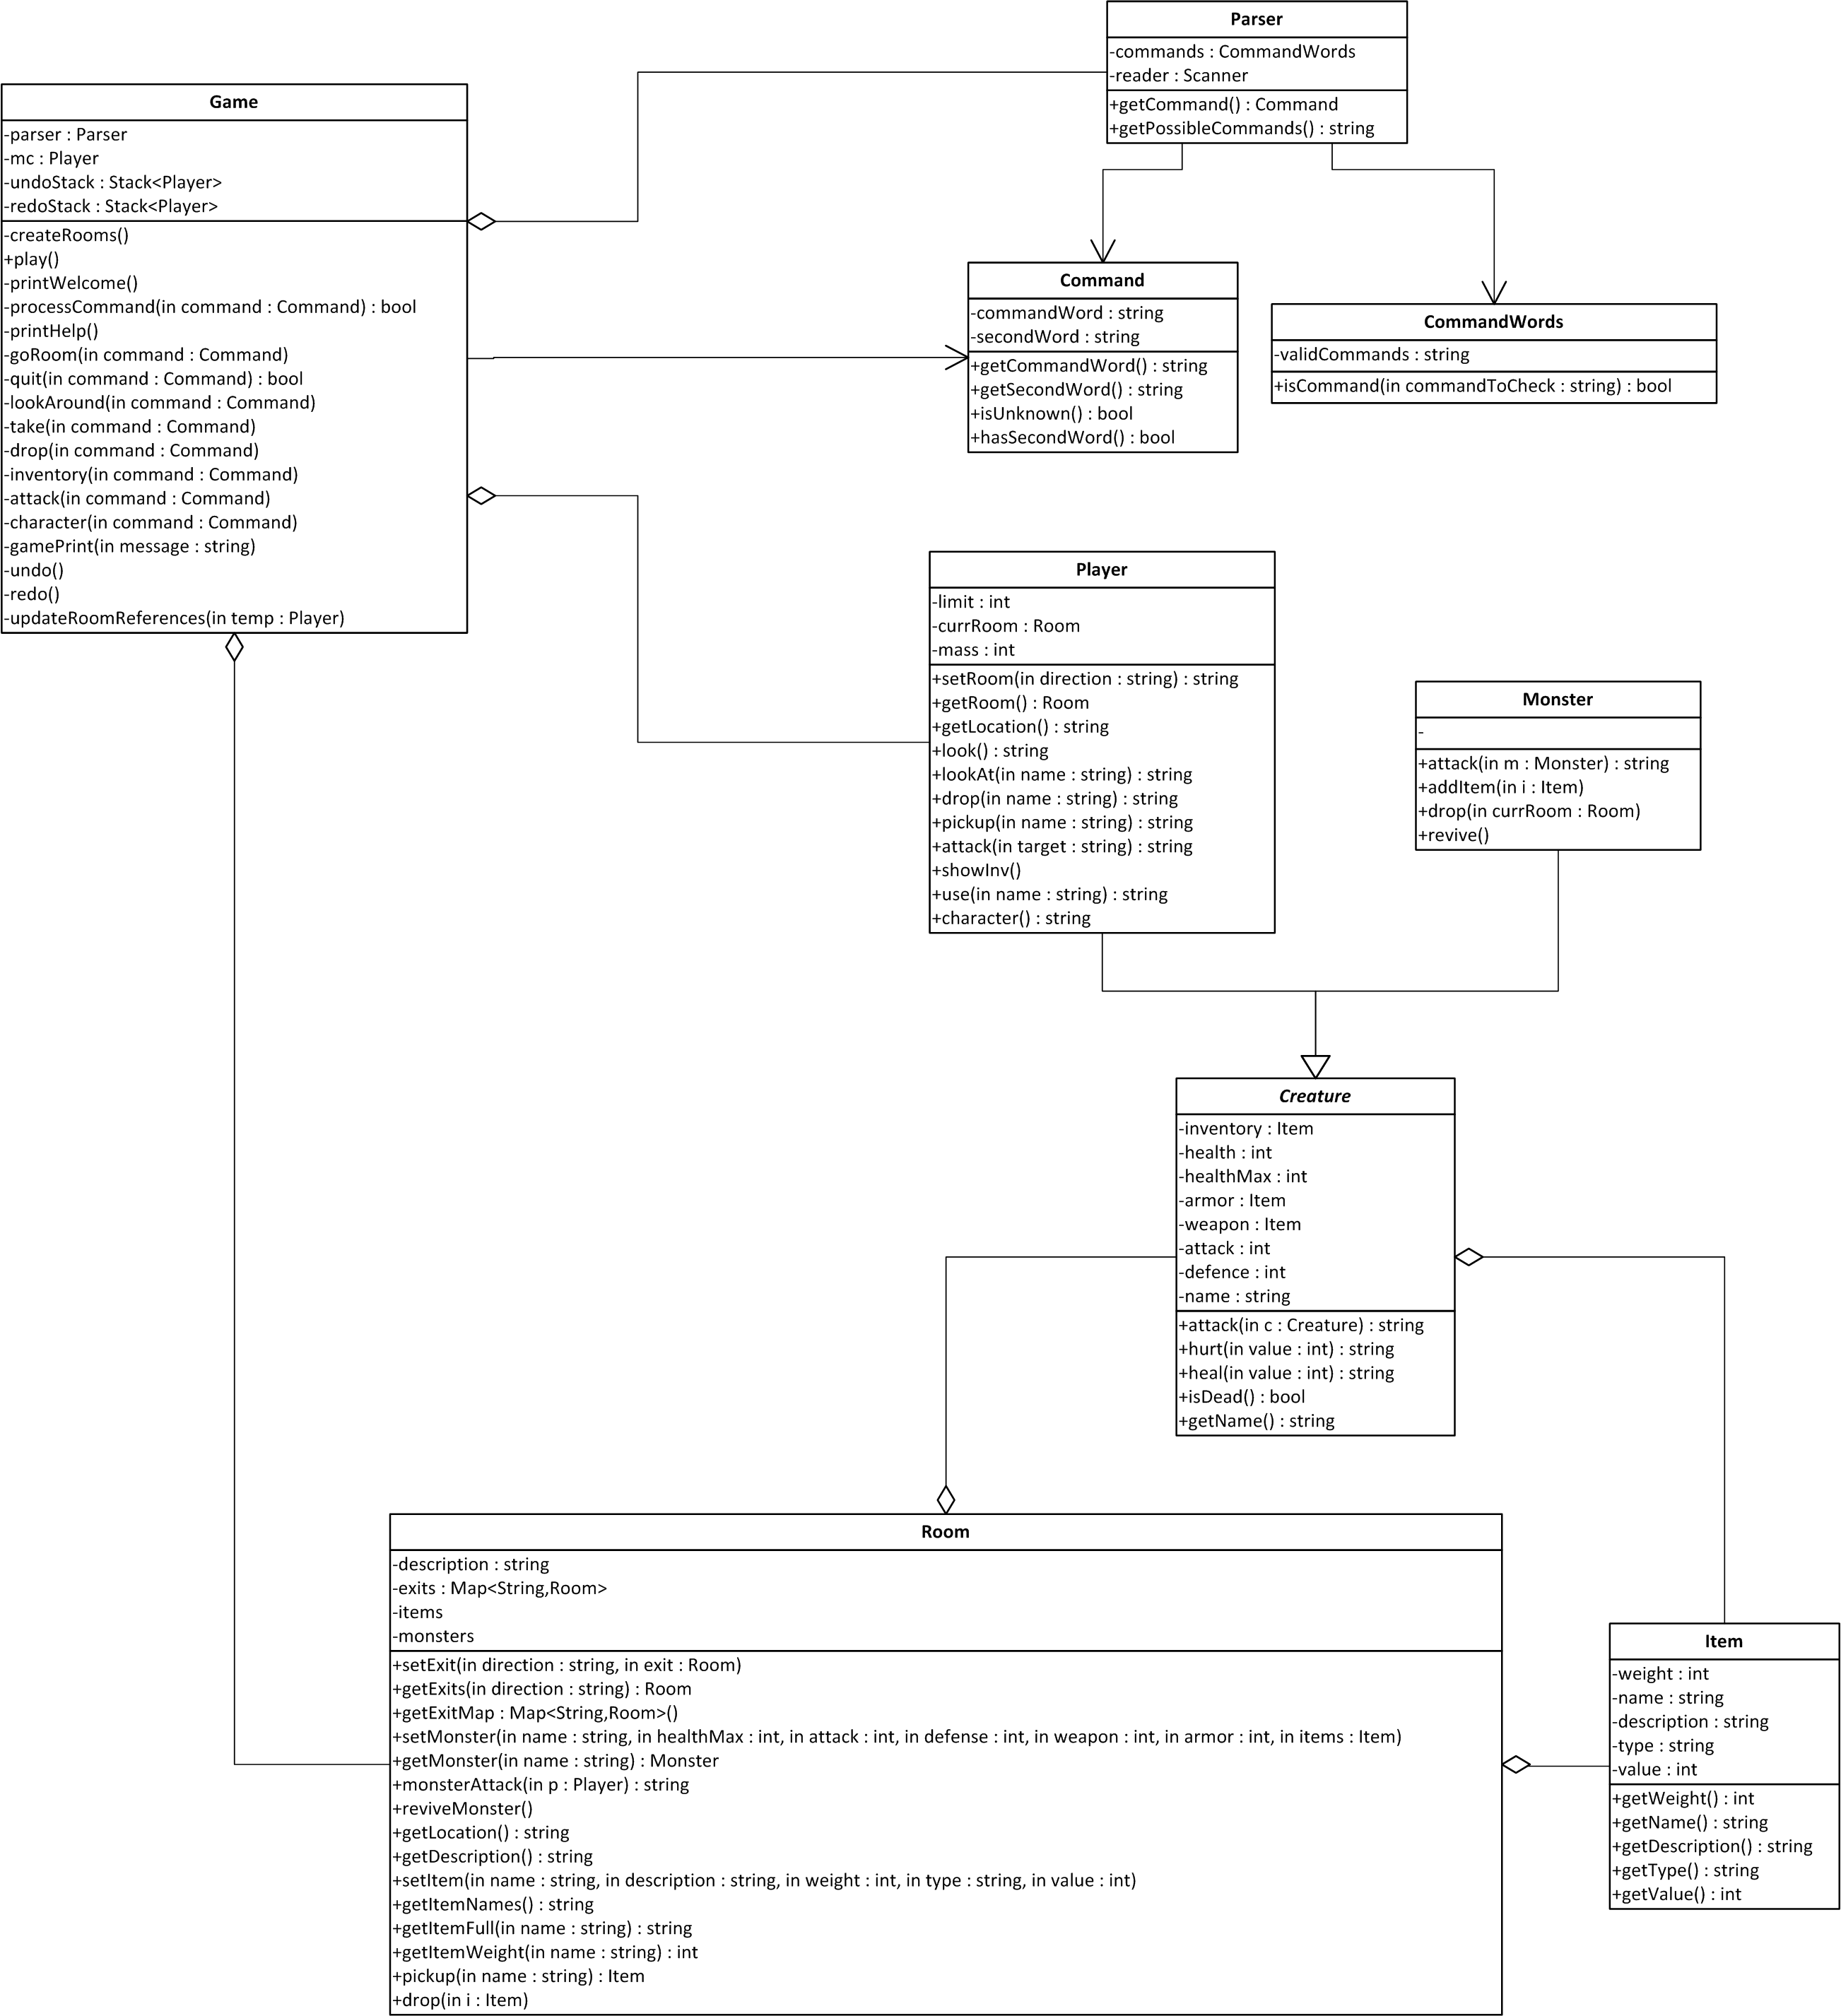 Parser
-commands : CommandWords
-reader : Scanner
+getCommand() : Command
+getPossibleCommands() : string
Game
-parser : Parser
-mc : Player
-undoStack : Stack<Player>
-redoStack : Stack<Player>
-createRooms()
+play()
-printWelcome()
-processCommand(in command : Command) : bool
-printHelp()
-goRoom(in command : Command)
-quit(in command : Command) : bool
-lookAround(in command : Command)
-take(in command : Command)
-drop(in command : Command)
-inventory(in command : Command)
-attack(in command : Command)
-character(in command : Command)
-gamePrint(in message : string)
-undo()
-redo()
-updateRoomReferences(in temp : Player)
Command
-commandWord : string
-secondWord : string
+getCommandWord() : string
+getSecondWord() : string
+isUnknown() : bool
+hasSecondWord() : bool
CommandWords
-validCommands : string
+isCommand(in commandToCheck : string) : bool
Player
-limit : int
-currRoom : Room
-mass : int
+setRoom(in direction : string) : string
+getRoom() : Room
+getLocation() : string
+look() : string
+lookAt(in name : string) : string
+drop(in name : string) : string
+pickup(in name : string) : string
+attack(in target : string) : string
+showInv()
+use(in name : string) : string
+character() : string
Monster
-
+attack(in m : Monster) : string
+addItem(in i : Item)
+drop(in currRoom : Room)
+revive()
Creature
-inventory : Item
-health : int
-healthMax : int
-armor : Item
-weapon : Item
-attack : int
-defence : int
-name : string
+attack(in c : Creature) : string
+hurt(in value : int) : string
+heal(in value : int) : string
+isDead() : bool
+getName() : string
Room
-description : string
-exits : Map<String,Room>
-items
-monsters
+setExit(in direction : string, in exit : Room)
+getExits(in direction : string) : Room
+getExitMap : Map<String,Room>()
+setMonster(in name : string, in healthMax : int, in attack : int, in defense : int, in weapon : int, in armor : int, in items : Item)
+getMonster(in name : string) : Monster
+monsterAttack(in p : Player) : string
+reviveMonster()
+getLocation() : string
+getDescription() : string
+setItem(in name : string, in description : string, in weight : int, in type : string, in value : int)
+getItemNames() : string
+getItemFull(in name : string) : string
+getItemWeight(in name : string) : int
+pickup(in name : string) : Item
+drop(in i : Item)
Item
-weight : int
-name : string
-description : string
-type : string
-value : int
+getWeight() : int
+getName() : string
+getDescription() : string
+getType() : string
+getValue() : int